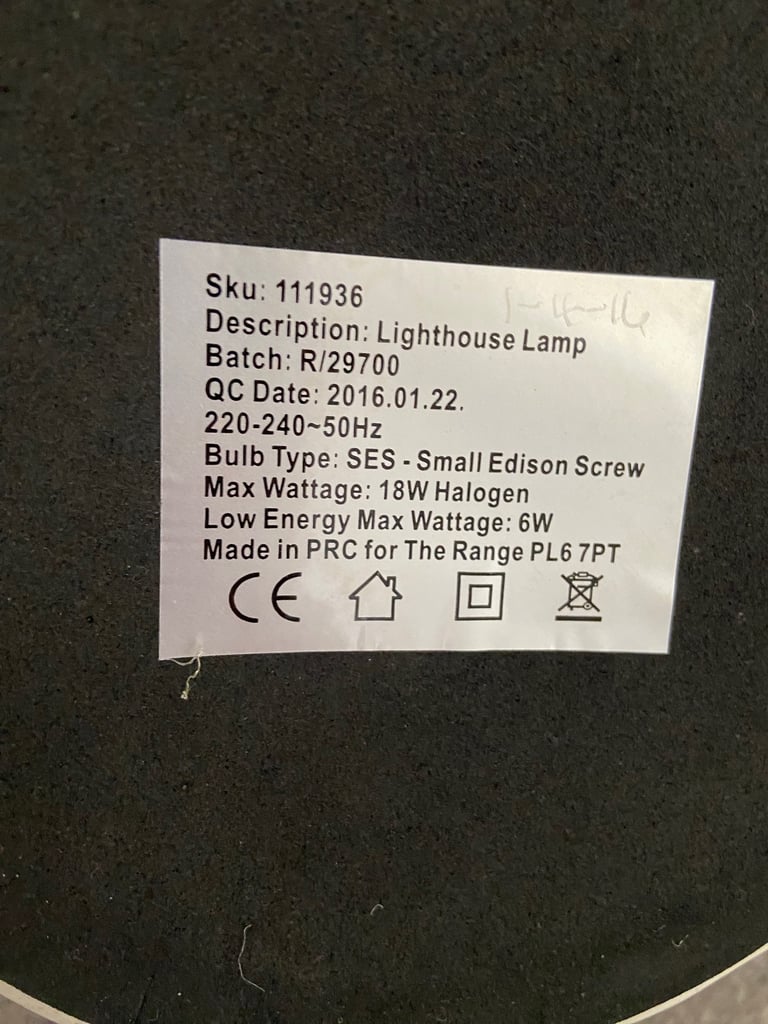 Sku: 111936
Description: Lighthouse Lamp
Batch: R/29700
QC Date: 2016.01.22.
220-240~50Hz
Bulb Type: SES - Small Edison Screw
Max Wattage: 18W Halogen
Low Energy Max Wattage: 6W
Made in PRC for The Range PL6 7PT
CE